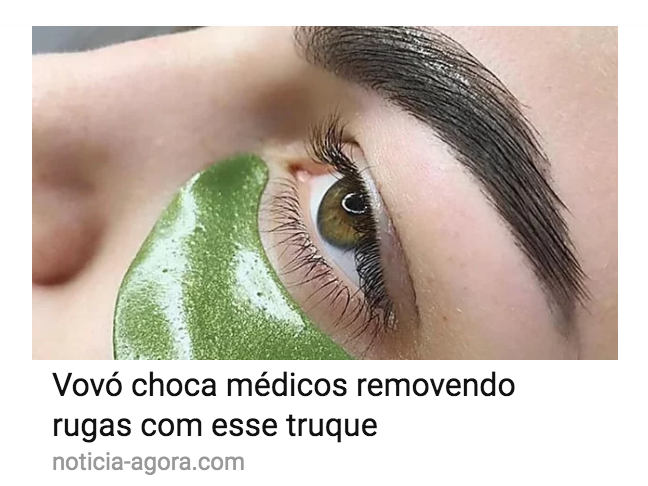 Vovó choca médicos removendo
rugas com esse truque
noticia-agora.com